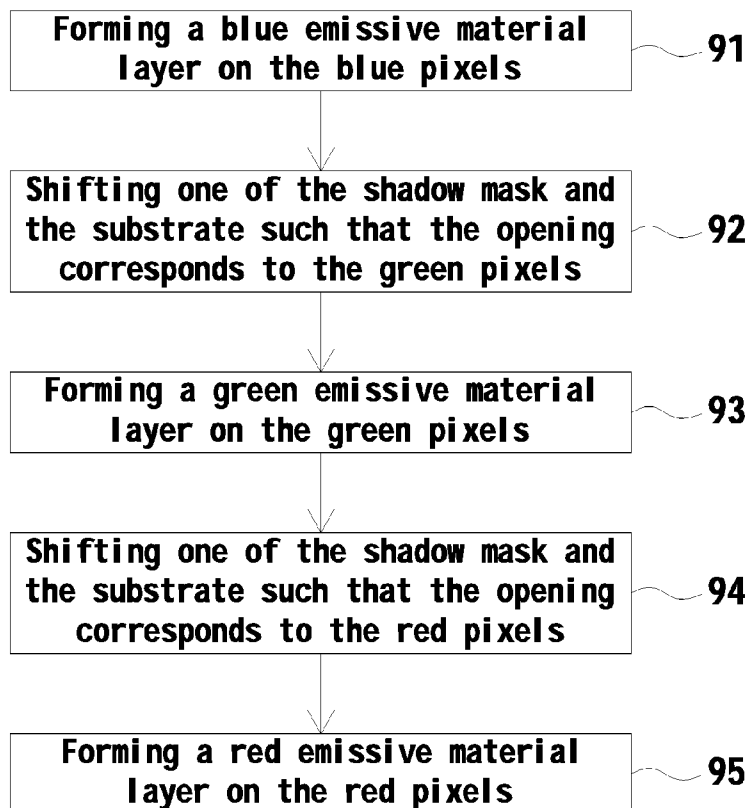 Forming a blue emissive material
layer on the blue pixels
91
Shifting one of the shadow mask and
the substrate such that the opening
corresponds to the green pixels
92
Forming a green emissive material
layer on the green pixels
93
Shifting one of the shadow mask and
the substrate such that the opening
corresponds to the red pixels
94
Forming a red emissive material
layer on the red pixels
95